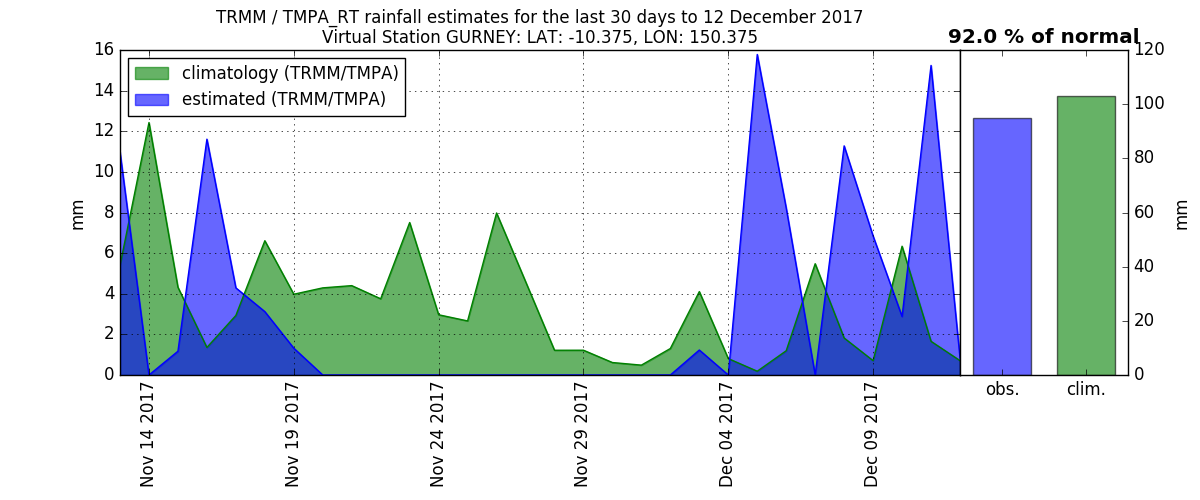 TRMM / TMPA_RT rainfall estimates for the last 30 days to 12 December 2017
Virtual Station GURNEY: LAT: -10.375, LON: 150.375
92.0 % of normal
climatology (TRMM/TMPA)
estimated (TRMM/TMPA)
16
14
12
10
8
6
4
2
0
mm
Nov 14 2017
Nov 19 2017
Nov 24 2017
Nov 29 2017
Dec 04 2017
Dec 09 2017
obs.
clim.
120
100
80
60
40
20
0
mm